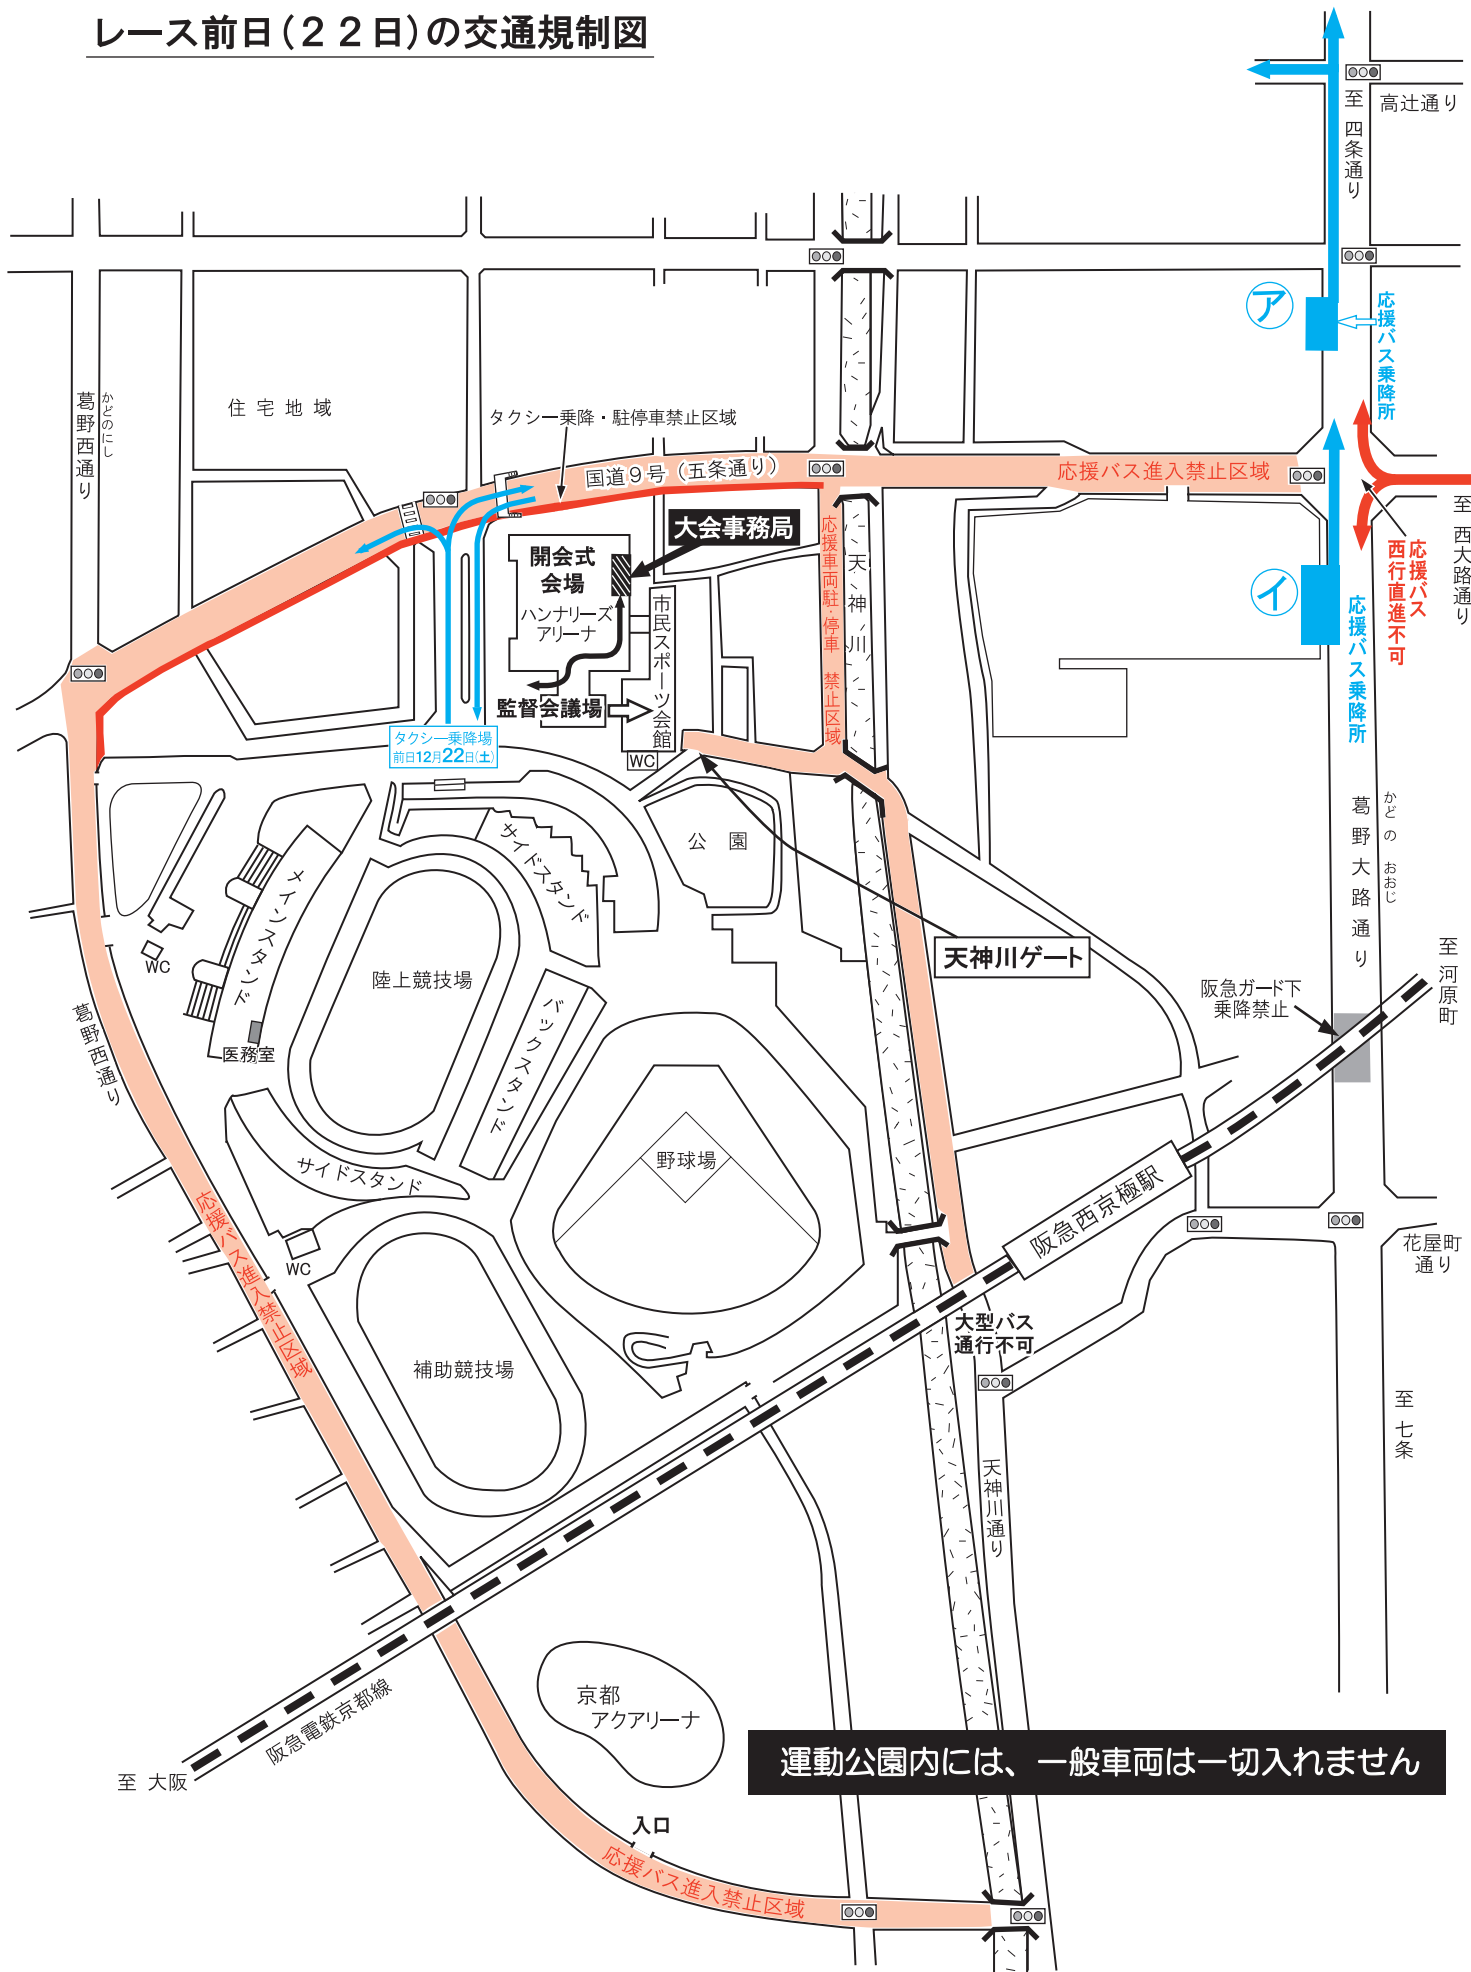 レース前日(22日)の交通規制図
高辻通り
至 四条通り
ア
応援バス乗降所
葛野西通り
かどのにし
住宅地域
タクシー乗降・駐停車禁止区域
国道9号(五条通り)
応援バス進入禁止区域
至 西大路通り
応援バス
西行直進不可
イ
応援バス乗降所
大会事務局
開会式
会場
ハンナリーズ
アリーナ
市民スポーツ会館
監督会議場
WC
応援車両駐・停車 禁止区域
天神川
タクシー乗降場
前日12月22日(土)
公園
葛野大路通り
かどの おおじ
サイドスタンド
メインスタンド
陸上競技場
天神川ゲート
WC
至 河原町
阪急ガード下
乗降禁止
バックスタンド
葛野西通り
医務室
野球場
サイドスタンド
阪急西京極駅
花屋町
通り
応援バス進入禁止区域
WC
大型バス
通行不可
補助競技場
至 七条
天神川通り
京都
アクアリーナ
阪急電鉄京都線
至 大阪
運動公園内には、一般車両は一切入れません
入口
応援バス進入禁止区域